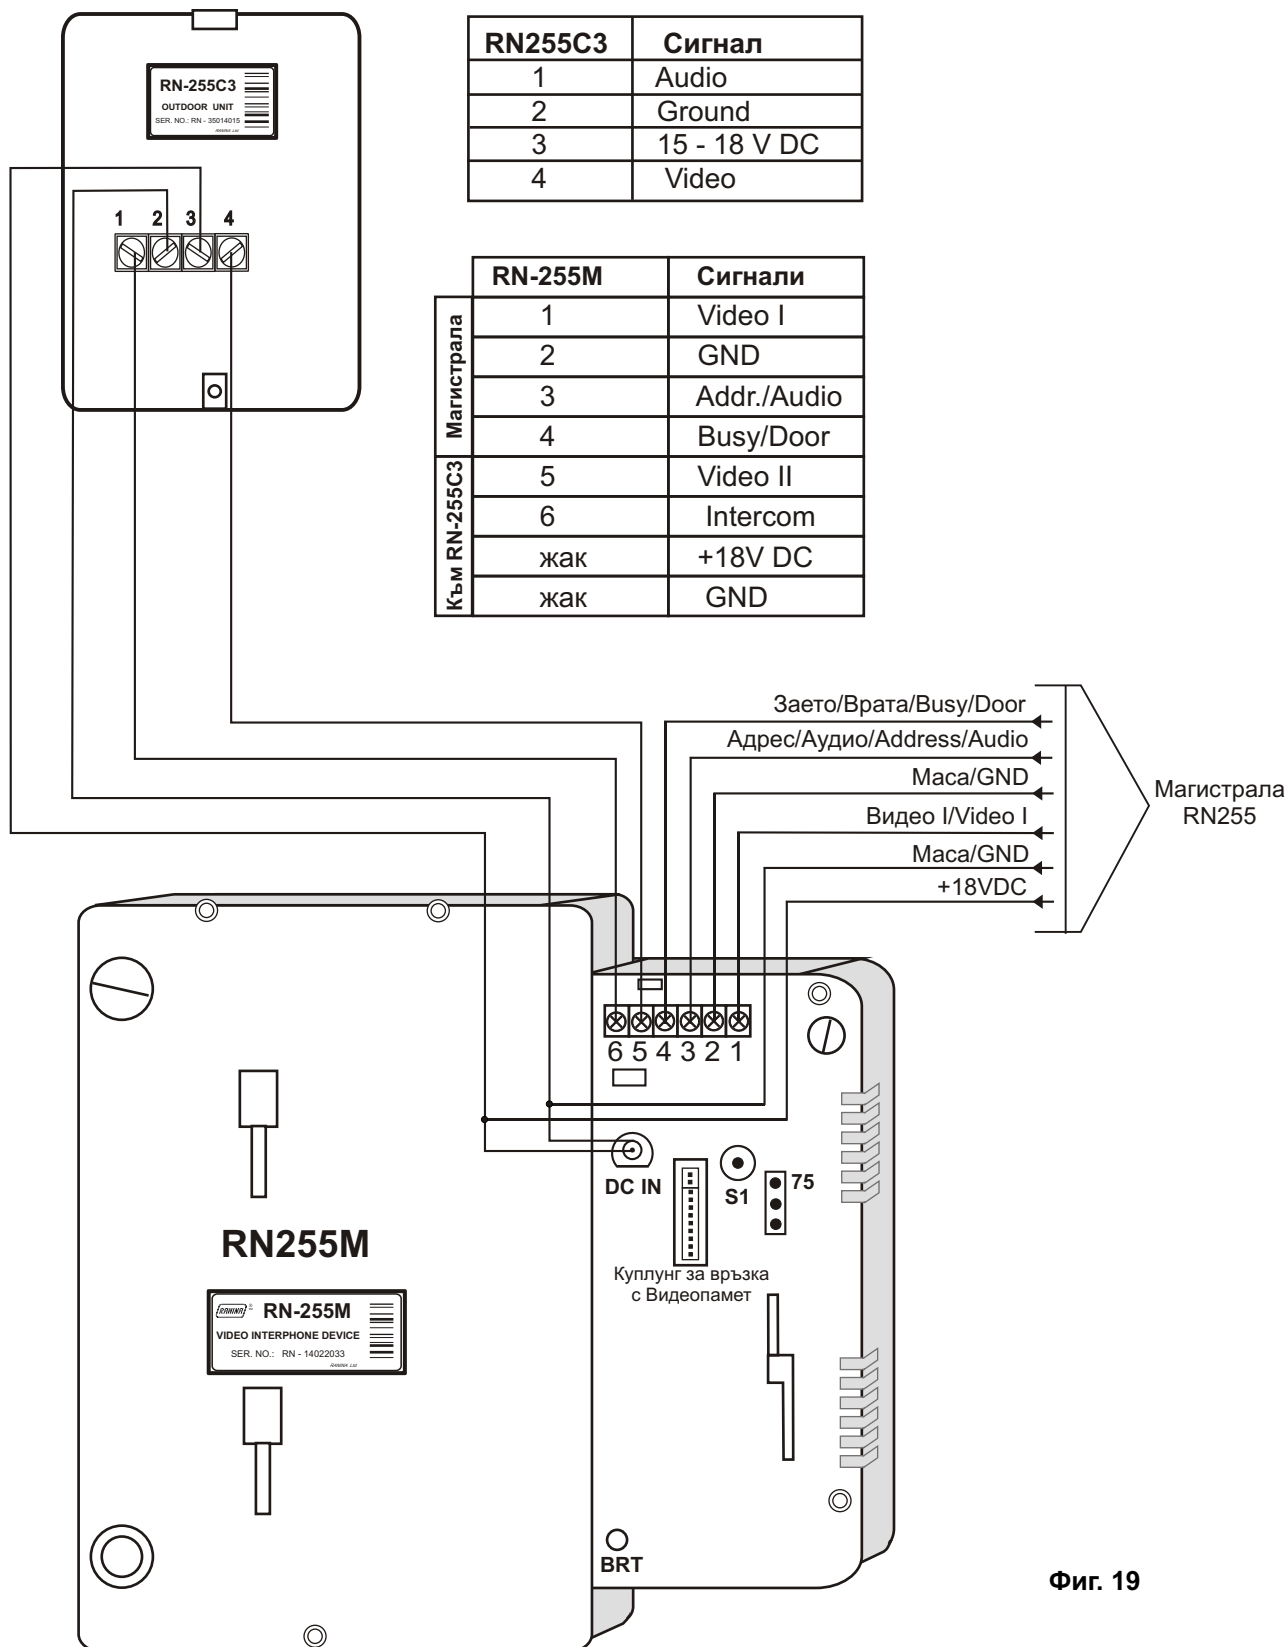 RN-255C3
OUTDOOR UNIT
SER. NO.: RN - 35014015
RANINA Ltd
1 2 3 4
RN255C3 Сигнал
1 Audio
2 Ground
3 15 - 18 V DC
4 Video
RN-255M Сигнали
Магистрала
1 Video I
2 GND
3 Addr./Audio
4 Busy/Door
Към RN-255C3
5 Video II
6 Intercom
жак +18V DC
жак GND
Заето/Врата/Busy/Door
Адрес/Аудио/Address/Audio
Маса/GND
Видео I/Video I
Маса/GND
+18VDC
Магистрала
RN255
6 5 4 3 2 1
DC IN
S1
75
Куплунг за връзка
с Видеопамет
RN255M
RANINA ® RN-255M
VIDEO INTERPHONE DEVICE
SER. NO.: RN - 14022033
RANINA Ltd
BRT
Фиг. 19